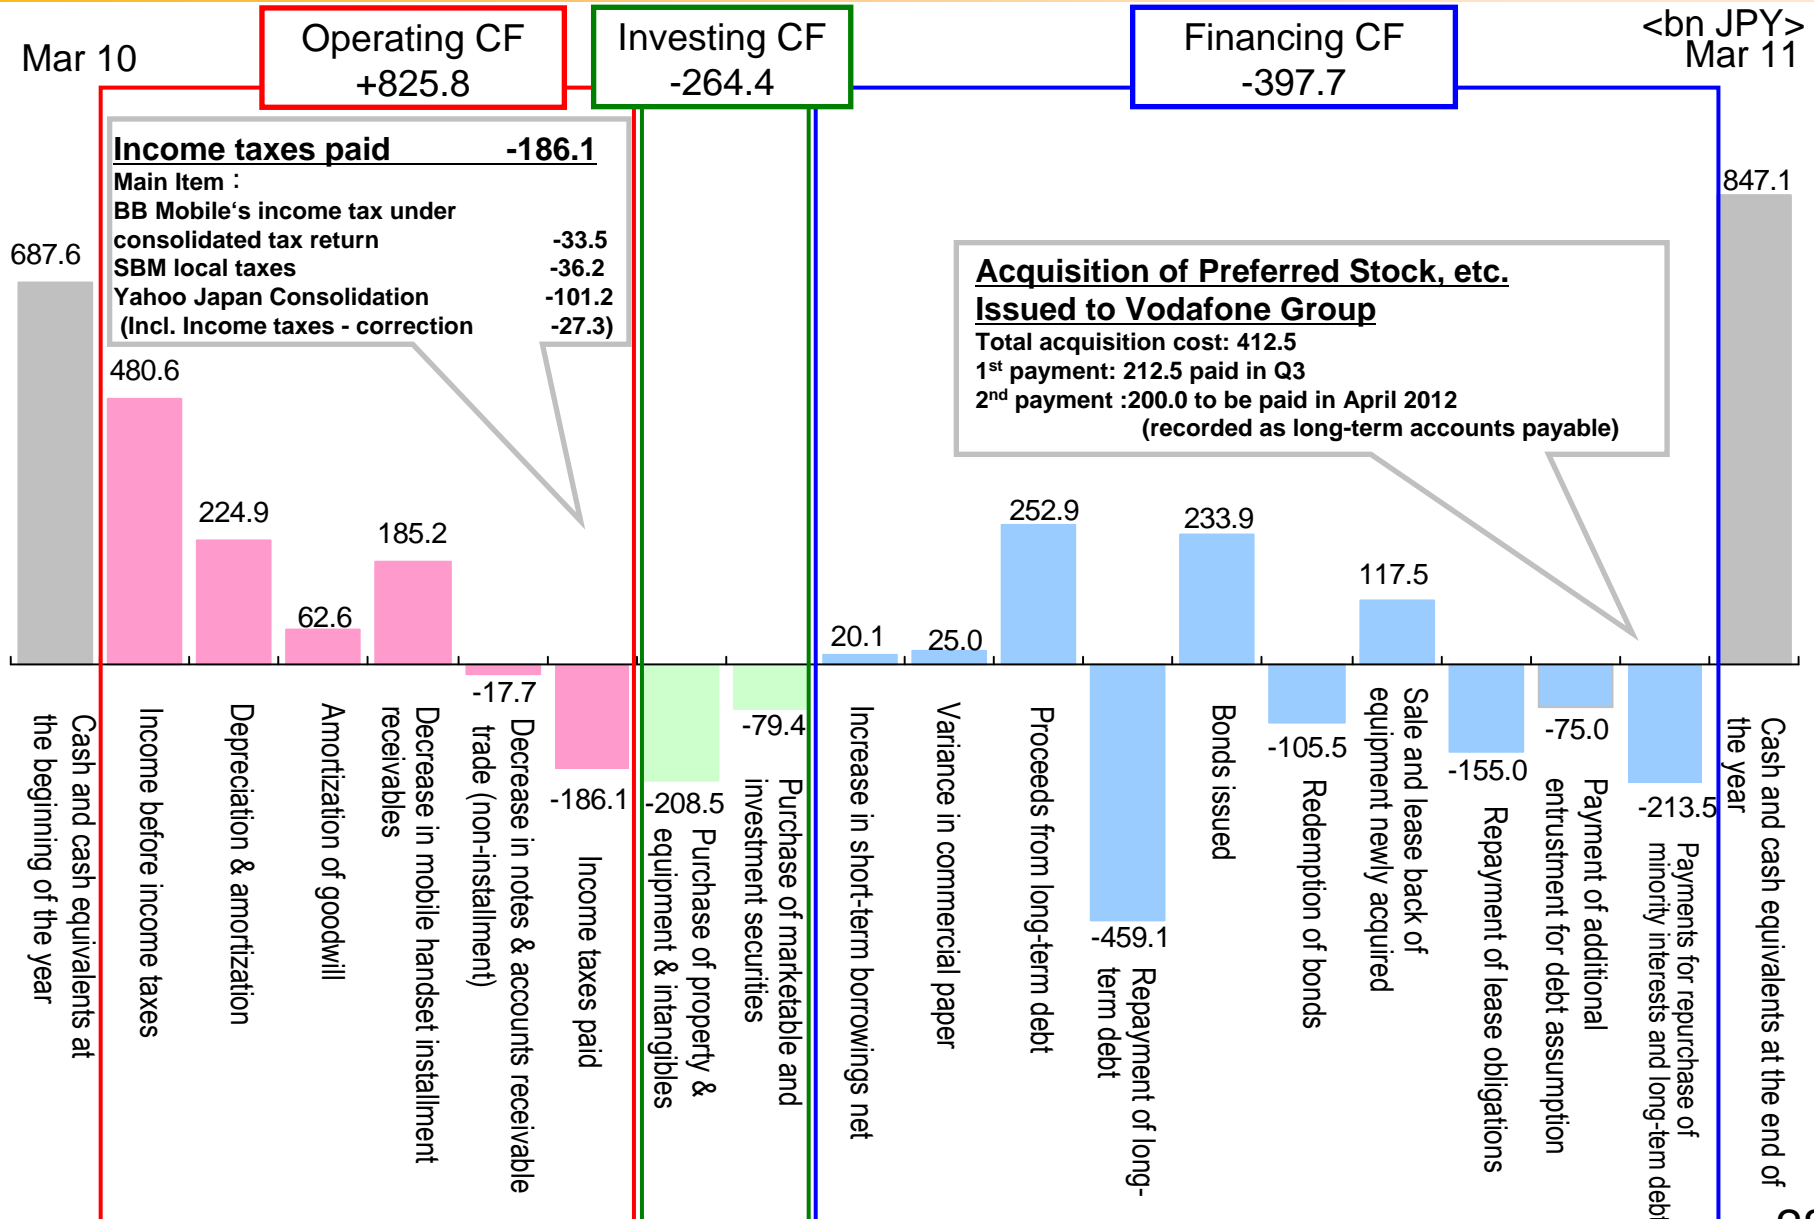 Mar 10
Operating CF
+825.8
Investing CF
-264.4
Financing CF
-397.7
<bn JPY>
Mar 11
Income taxes paid -186.1
Main Item :
BB Mobile‘s income tax under
consolidated tax return -33.5
SBM local taxes -36.2
Yahoo Japan Consolidation -101.2
(Incl. Income taxes - correction -27.3)
Acquisition of Preferred Stock, etc.
Issued to Vodafone Group
Total acquisition cost: 412.5
1st payment: 212.5 paid in Q3
2nd payment :200.0 to be paid in April 2012
(recorded as long-term accounts payable)
687.6
480.6
224.9
62.6
185.2
-17.7
-186.1
-208.5
-79.4
20.1
25.0
252.9
-459.1
233.9
-105.5
117.5
-155.0
-75.0
-213.5
847.1
Cash and cash equivalents at
the beginning of the year
Income before income taxes
Depreciation & amortization
Amortization of goodwill
Decrease in mobile handset installment
receivables
Decrease in notes & accounts receivable
trade (non-installment)
Income taxes paid
Purchase of property &
equipment & intangibles
Purchase of marketable and
investment securities
Increase in short-term borrowings net
Variance in commercial paper
Proceeds from long-term debt
Repayment of long-
term debt
Bonds issued
Redemption of bonds
Sale and lease back of
equipment newly acquired
Repayment of lease obligations
Payment of additional
entrustment for debt assumption
Payments for repurchase of
minority interests and long-tem debt
Cash and cash equivalents at the end of
the year